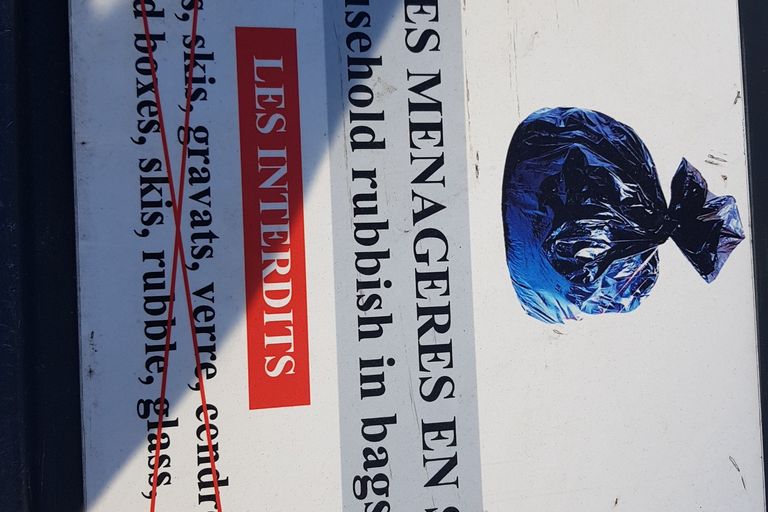 ES MENAGERES EN S
usehold rubbish in bags
LES INTERDITS
s, skis, gravats, verre, cendr
d boxes, skis, rubble, glass,